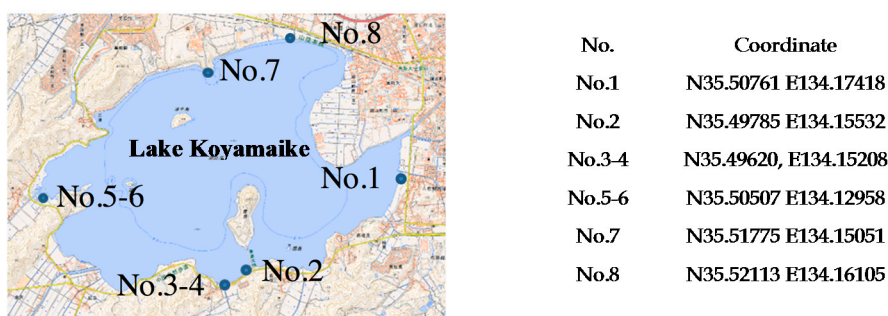 No.8
No.7
Lake Koyamaike
No.1
No.5-6
No.2
No.3-4
No. Coordinate
No.1 N35.50761 E134.17418
No.2 N35.49785 E134.15532
No.3-4 N35.49620, E134.15208
No.5-6 N35.50507 E134.12958
No.7 N35.51775 E134.15051
No.8 N35.52113 E134.16105